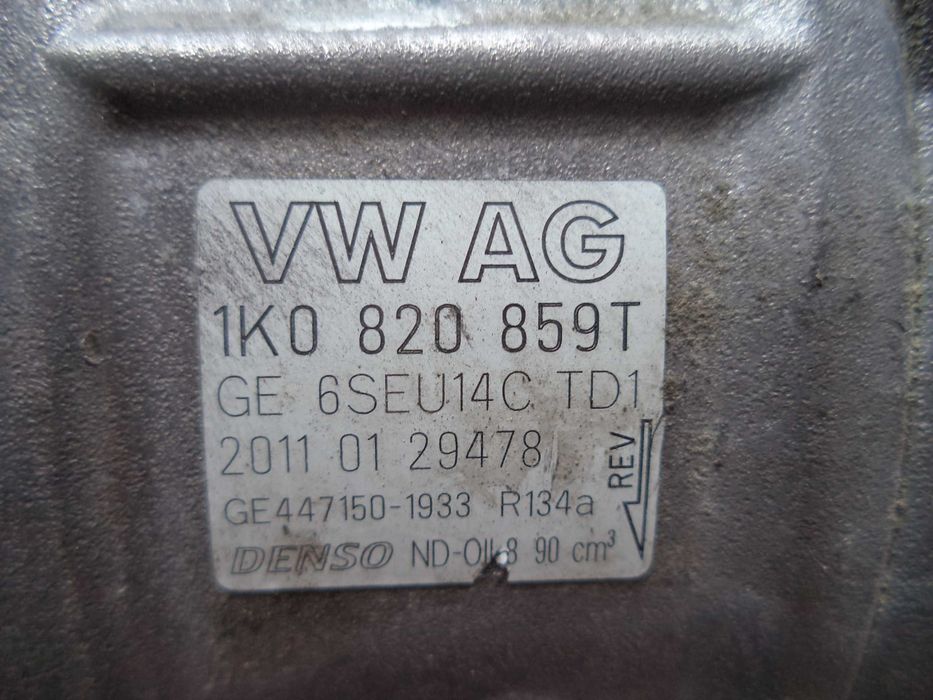 VW AG
1K0 820 859T
GE 6SEU14C TD1
2011 01 29478
REV
GE447150-1933 R134a
DENSO ND-OIL8 90 cm³